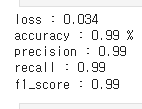 loss : 0.034
accuracy : 0.99 %
precision : 0.99
recall : 0.99
f1_score : 0.99